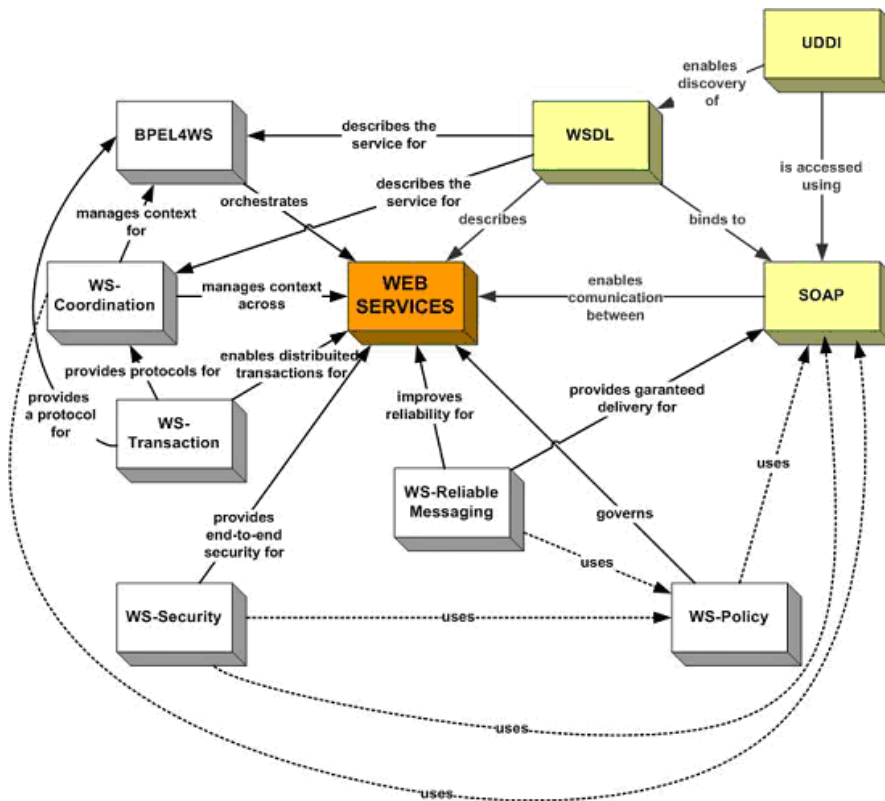 UDDI
enables
discovery
of
BPEL4WS
describes the
service for
WSDL
is accessed
using
manages context
for
orchestrates
describes the
service for
describes
binds to
WS-
Coordination
manages context
across
WEB
SERVICES
enables
comunication
between
SOAP
provides protocols for
enables distribuited
transactions for
provides
a protocol
for
WS-
Transaction
improves
reliability for
provides garanteed
delivery for
uses
WS-Reliable
Messaging
provides
end-to-end
security for
governs
uses
WS-Security
uses
WS-Policy
uses
uses